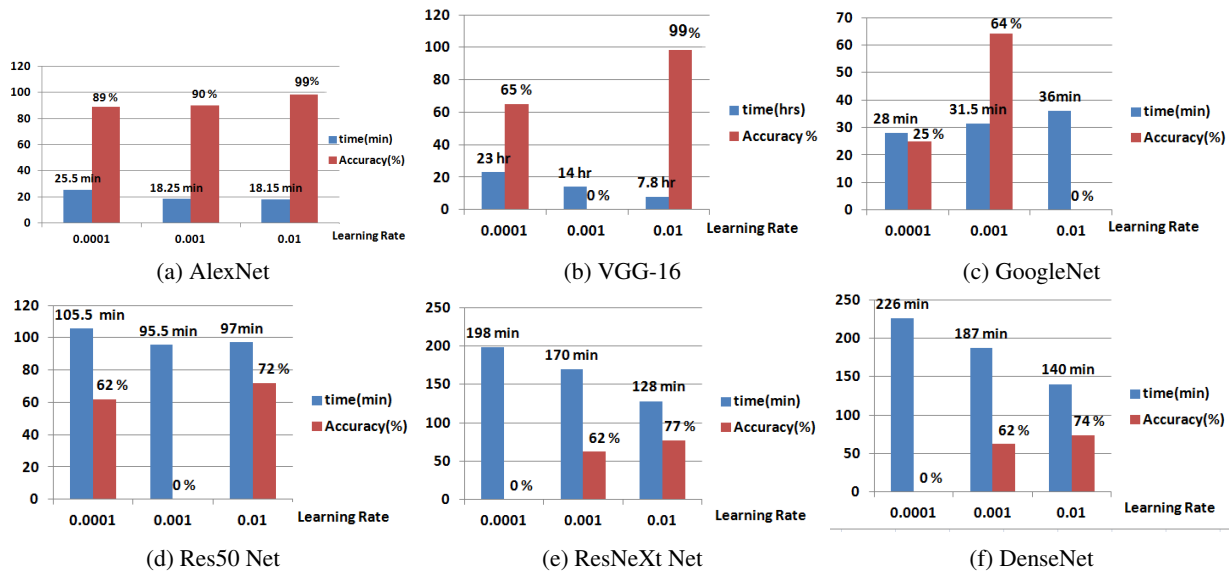 120
100
80
60
40
20
0
89 %
90 %
99%
25.5 min
18.25 min
18.15 min
time(min)
Accuracy(%)
0.0001
0.001
0.01
Learning Rate
(a) AlexNet
120
100
80
60
40
20
0
65 %
99%
23 hr
14 hr
0 %
7.8 hr
time(hrs)
Accuracy %
0.0001
0.001
0.01
Learning Rate
(b) VGG-16
70
60
50
40
30
20
10
0
28 min
25 %
31.5 min
64 %
36min
0 %
time(min)
Accuracy(%)
0.0001
0.001
0.01
Learning Rate
(c) GoogleNet
120
100
80
60
40
20
0
105.5 min
62 %
95.5 min
0 %
97min
72 %
time(min)
Accuracy(%)
0.0001
0.001
0.01
Learning Rate
(d) Res50 Net
250
200
150
100
50
0
198 min
0 %
170 min
62 %
128 min
77 %
time(min)
Accuracy(%)
0.0001
0.001
0.01
Learning Rate
(e) ResNeXt Net
250
200
150
100
50
0
226 min
0 %
187 min
62 %
140 min
74 %
time(min)
Accuracy(%)
0.0001
0.001
0.01
Learning Rate
(f) DenseNet